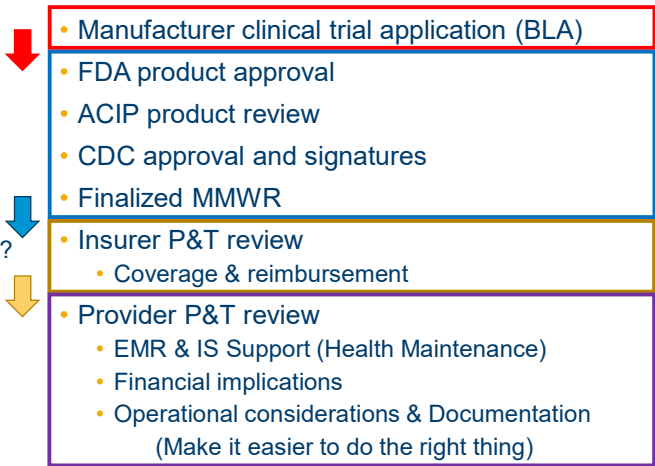 • Manufacturer clinical trial application (BLA)
• FDA product approval
• ACIP product review
• CDC approval and signatures
• Finalized MMWR
• Insurer P&T review
?
• Coverage & reimbursement
• Provider P&T review
• EMR & IS Support (Health Maintenance)
• Financial implications
• Operational considerations & Documentation
(Make it easier to do the right thing)